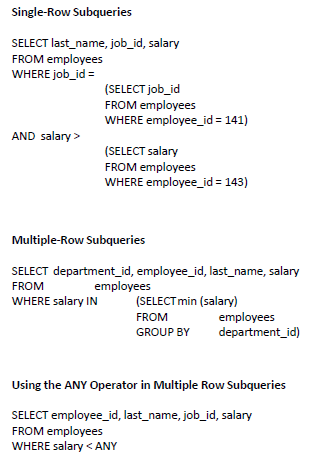 Single-Row Subqueries
SELECT last_name, job_id, salary
FROM employees
WHERE job_id =
(SELECT job_id
FROM employees
WHERE employee_id = 141)
AND salary >
(SELECT salary
FROM employees
WHERE employee_id = 143)
Multiple-Row Subqueries
SELECT department_id, employee_id, last_name, salary
FROM employees
WHERE salary IN (SELECT min (salary)
FROM employees
GROUP BY department_id)
Using the ANY Operator in Multiple Row Subqueries
SELECT employee_id, last_name, job_id, salary
FROM employees
WHERE salary < ANY